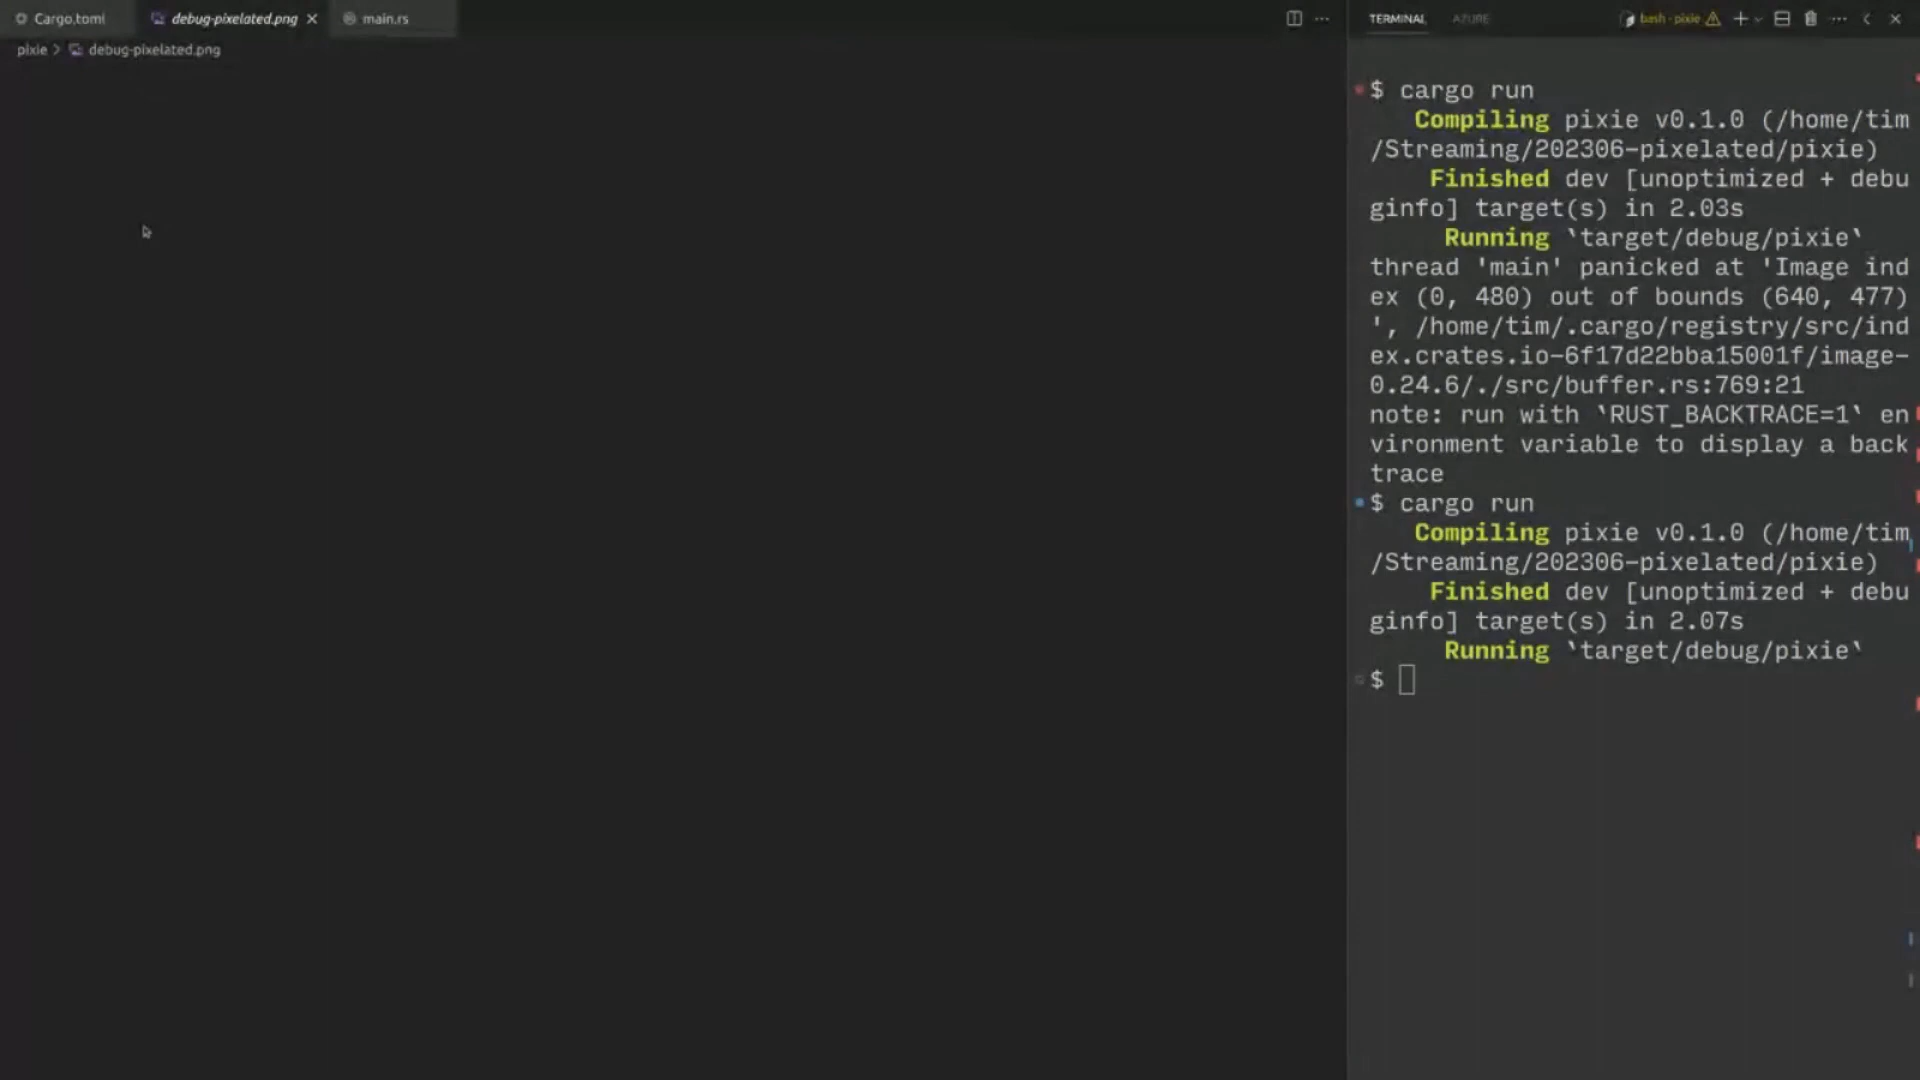 Cargo.toml debug-pixelated.png main.rs
pixie > debug-pixelated.png
TERMINAL AZURE bash - pixie
$ cargo run
Compiling pixie v0.1.0 (/home/tim
/Streaming/202306-pixelated/pixie)
Finished dev [unoptimized + debu
ginfo] target(s) in 2.03s
Running `target/debug/pixie`
thread 'main' panicked at 'Image ind
ex (0, 480) out of bounds (640, 477)
', /home/tim/.cargo/registry/src/ind
ex.crates.io-6f17d22bba15001f/image-
0.24.6/./src/buffer.rs:769:21
note: run with `RUST_BACKTRACE=1` en
vironment variable to display a back
trace
$ cargo run
Compiling pixie v0.1.0 (/home/tim
/Streaming/202306-pixelated/pixie)
Finished dev [unoptimized + debu
ginfo] target(s) in 2.07s
Running `target/debug/pixie`
$